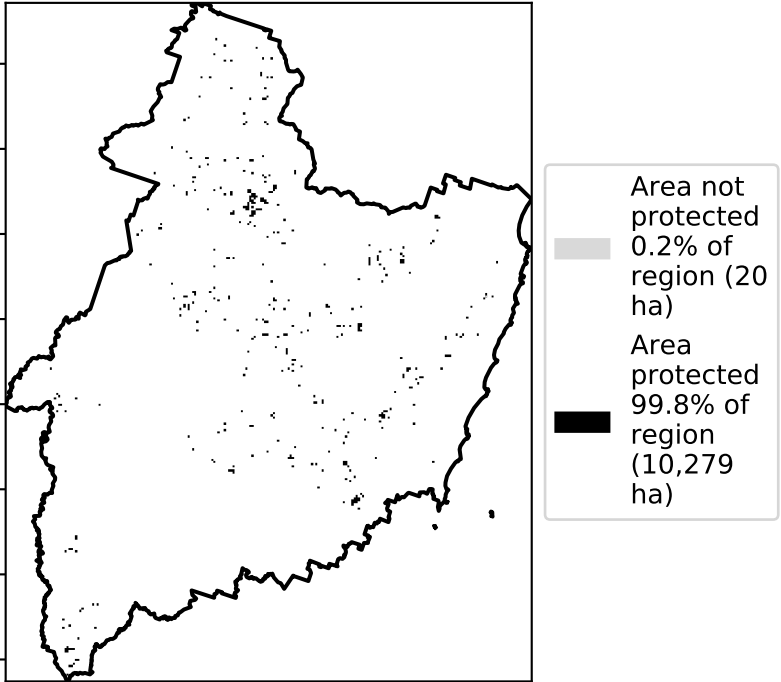 Area not
protected
0.2% of
region (20
ha)
Area
protected
99.8% of
region
(10,279
ha)